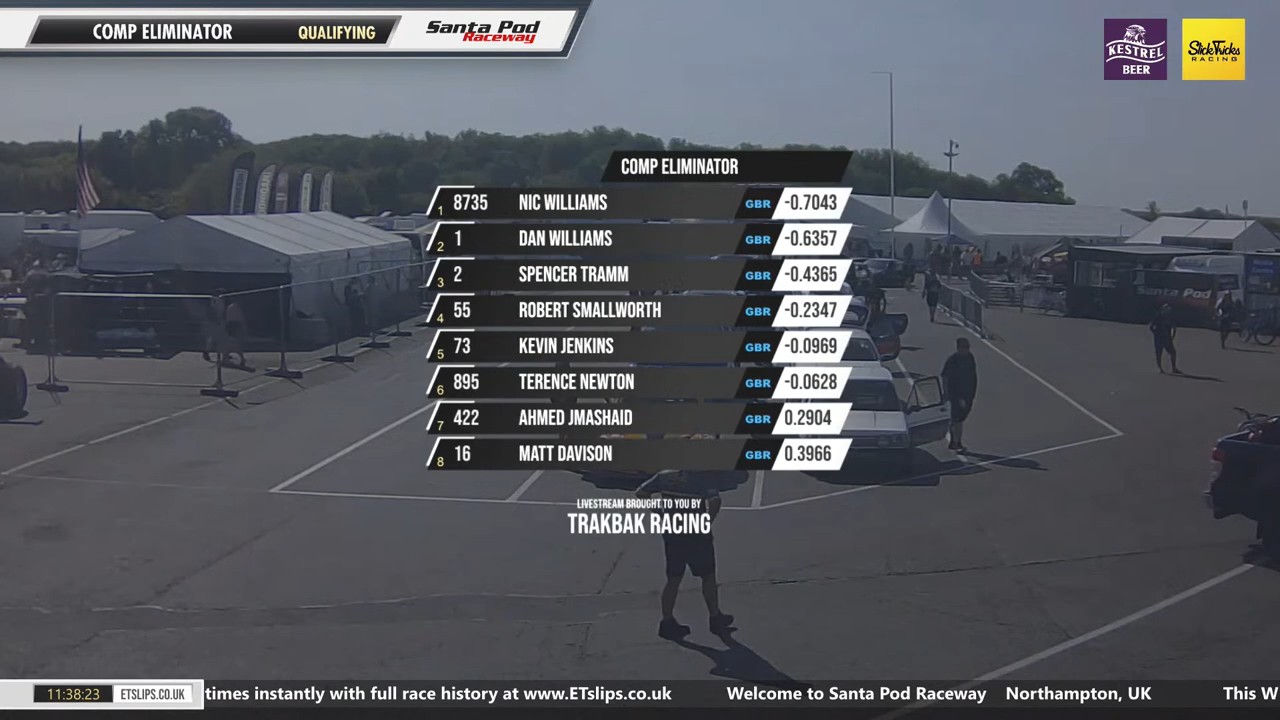 COMP ELIMINATOR QUALIFYING Santa Pod Raceway
KESTREL BEER
Slick Tricks RACING
COMP ELIMINATOR
1 8735 NIC WILLIAMS GBR -0.7043
2 1 DAN WILLIAMS GBR -0.6357
3 2 SPENCER TRAMM GBR -0.4365
4 55 ROBERT SMALLWORTH GBR -0.2347
5 73 KEVIN JENKINS GBR -0.0969
6 895 TERENCE NEWTON GBR -0.0628
7 422 AHMED JMASHAID GBR 0.2904
8 16 MATT DAVISON GBR 0.3966
Santa Pod
LIVESTREAM BROUGHT TO YOU BY
TRAKBAK RACING
11:38:23 ETSLIPS.CO.UK times instantly with full race history at www.ETslips.co.uk Welcome to Santa Pod Raceway Northampton, UK This W